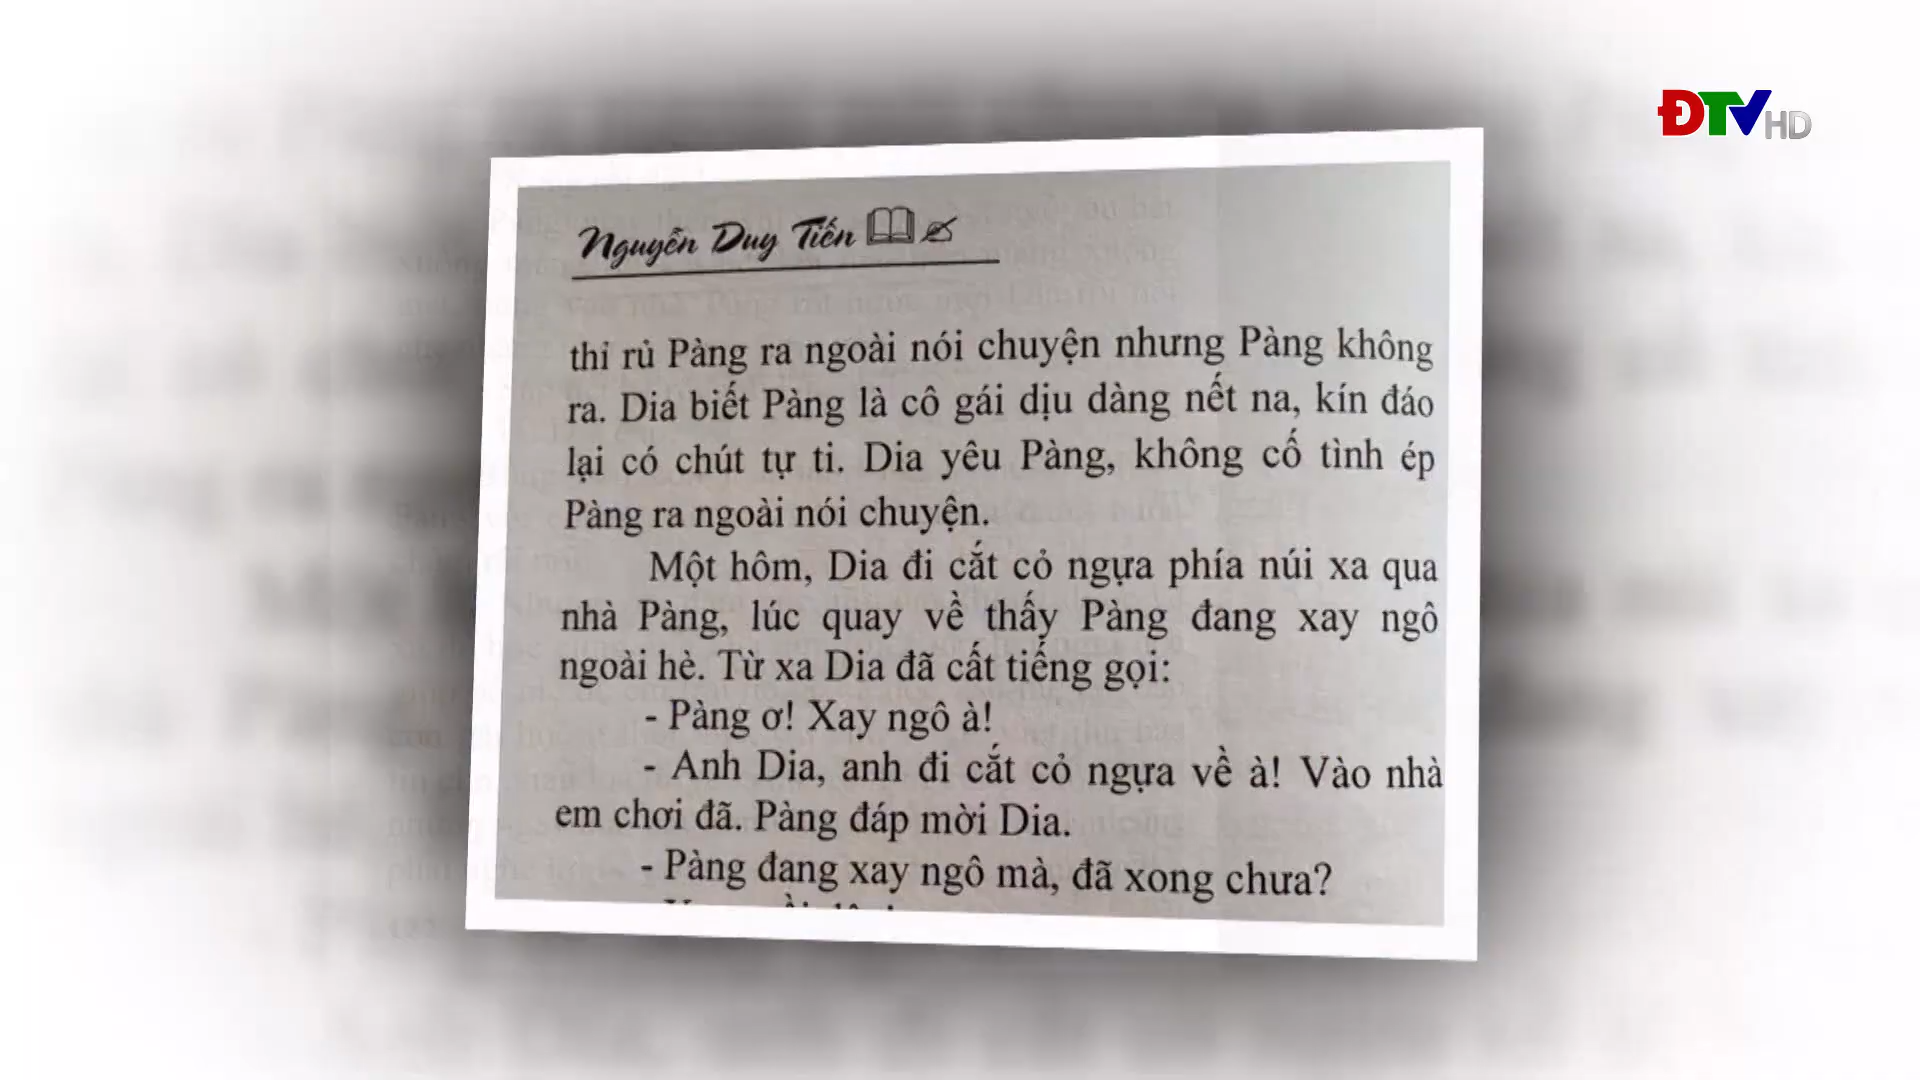 ĐTV HD
Nguyễn Duy Tiến
thỉ rủ Pàng ra ngoài nói chuyện nhưng Pàng không
ra. Dia biết Pàng là cô gái dịu dàng nết na, kín đáo
lại có chút tự ti. Dia yêu Pàng, không cố tình ép
Pàng ra ngoài nói chuyện.
Một hôm, Dia đi cắt cỏ ngựa phía núi xa qua
nhà Pàng, lúc quay về thấy Pàng đang xay ngô
ngoài hè. Từ xa Dia đã cất tiếng gọi:
- Pàng ơ! Xay ngô à!
- Anh Dia, anh đi cắt cỏ ngựa về à! Vào nhà
em chơi đã. Pàng đáp mời Dia.
- Pàng đang xay ngô mà, đã xong chưa?